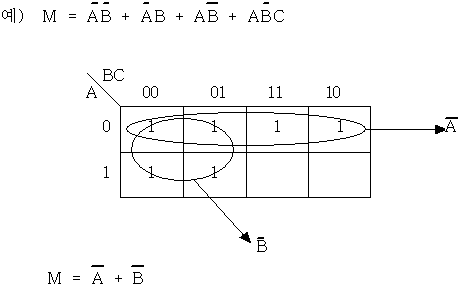 예) M = A̅B̅ + A̅B + AB̅ + AB̅C
BC
A 00 01 11 10
0 1 1 1 1 A̅
1 1 1
B̅
M = A̅ + B̅